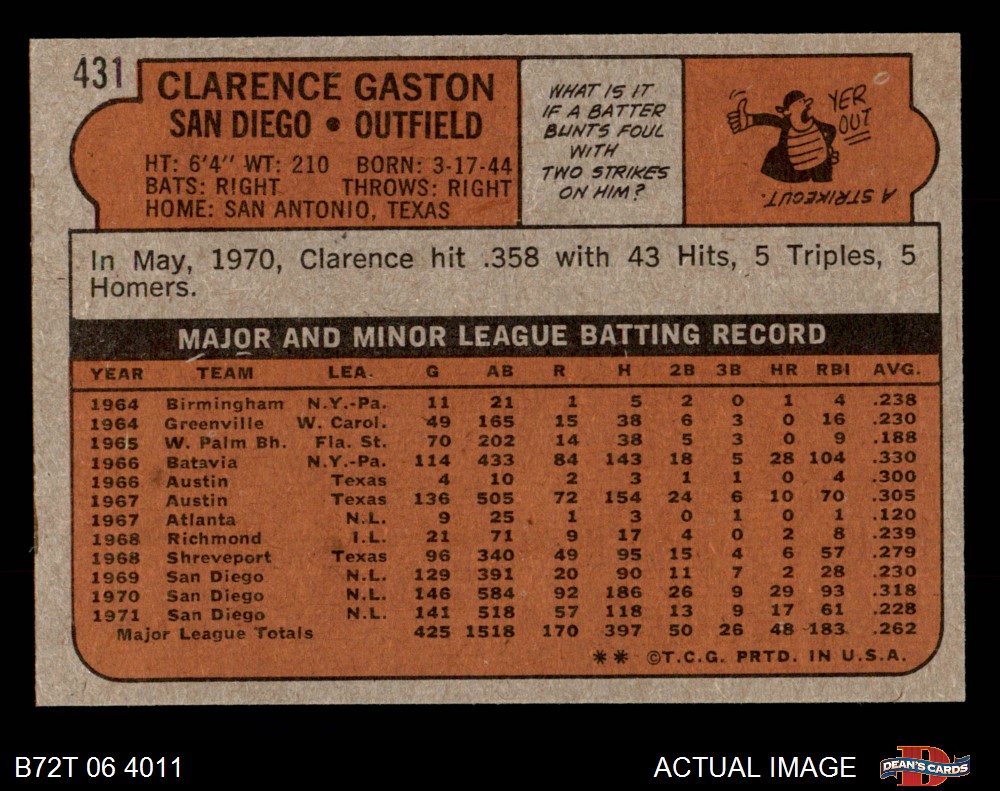 431
CLARENCE GASTON
SAN DIEGO • OUTFIELD
HT: 6'4" WT: 210 BORN: 3-17-44
BATS: RIGHT THROWS: RIGHT
HOME: SAN ANTONIO, TEXAS
WHAT IS IT
IF A BATTER
BUNTS FOUL
WITH
TWO STRIKES
ON HIM?
YER
OUT
A STRIKEOUT.
In May, 1970, Clarence hit .358 with 43 Hits, 5 Triples, 5
Homers.
MAJOR AND MINOR LEAGUE BATTING RECORD
YEAR TEAM LEA. G AB R H 2B 3B HR RBI AVG.
1964 Birmingham N.Y.-Pa. 11 21 1 5 2 0 1 4 .238
1964 Greenville W. Carol. 49 165 15 38 6 3 0 16 .230
1965 W. Palm Bh. Fla. St. 70 202 14 38 5 3 0 9 .188
1966 Batavia N.Y.-Pa. 114 433 84 143 18 5 28 104 .330
1966 Austin Texas 4 10 2 3 1 1 0 4 .300
1967 Austin Texas 136 505 72 154 24 6 10 70 .305
1967 Atlanta N.L. 9 25 1 3 0 1 0 1 .120
1968 Richmond I.L. 21 71 9 17 4 0 2 8 .239
1968 Shreveport Texas 96 340 49 95 15 4 6 57 .279
1969 San Diego N.L. 129 391 20 90 11 7 2 28 .230
1970 San Diego N.L. 146 584 92 186 26 9 29 93 .318
1971 San Diego N.L. 141 518 57 118 13 9 17 61 .228
Major League Totals 425 1518 170 397 50 26 48 183 .262
** ©T.C.G. PRTD. IN U.S.A.
B72T 06 4011
ACTUAL IMAGE
D
DEAN'S CARDS